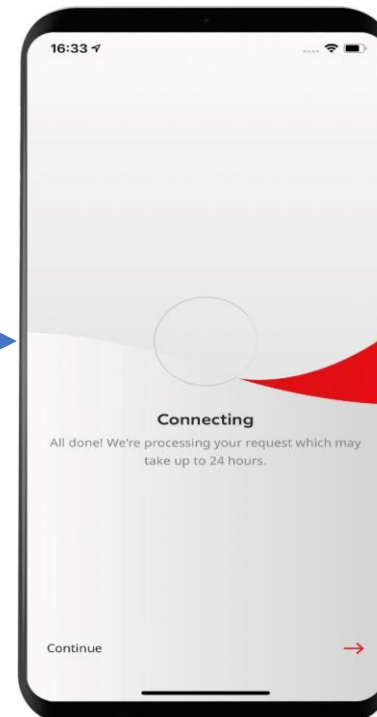 16:33
Connecting
All done! We're processing your request which may
take up to 24 hours.
Continue